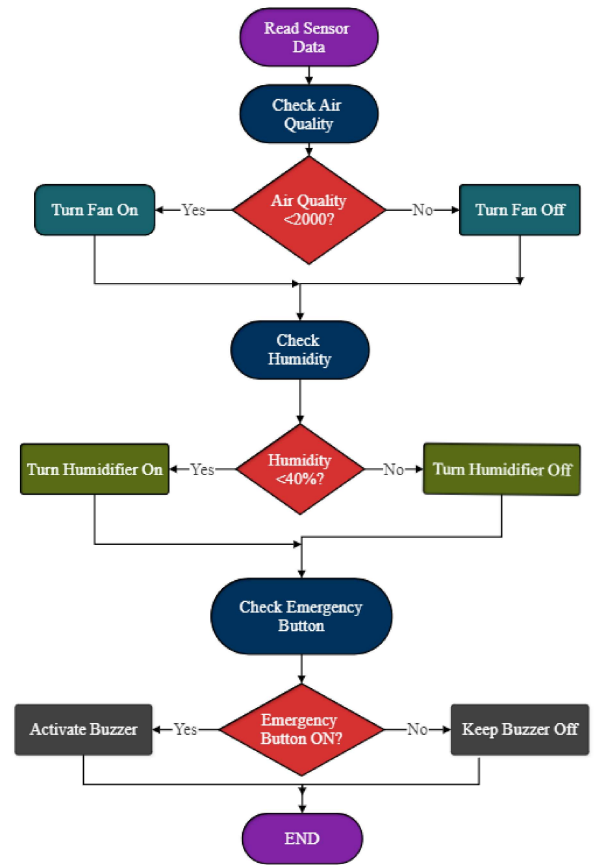 Read Sensor
Data
Check Air
Quality
Turn Fan On
Yes
Air Quality
<2000?
No
Turn Fan Off
Check
Humidity
Turn Humidifier On
Yes
Humidity
<40%?
No
Turn Humidifier Off
Check Emergency
Button
Activate Buzzer
Yes
Emergency
Button ON?
No
Keep Buzzer Off
END